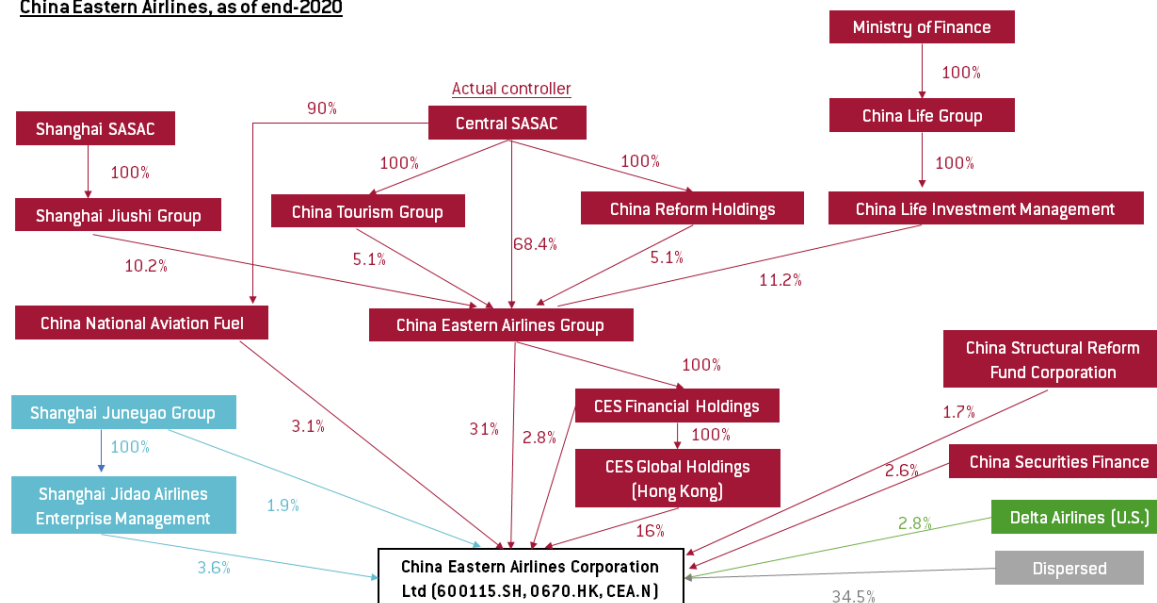 China Eastern Airlines, as of end-2020
Ministry of Finance
100%
Actual controller
90%
Central SASAC
China Life Group
Shanghai SASAC
100%
100%
100%
100%
China Tourism Group
China Reform Holdings
China Life Investment Management
Shanghai Jiushi Group
68.4%
10.2%
5.1%
5.1%
11.2%
China National Aviation Fuel
China Eastern Airlines Group
China Structural Reform
Fund Corporation
100%
Shanghai Juneyao Group
CES Financial Holdings
1.7%
3.1%
31%
2.8%
100%
100%
CES Global Holdings
(Hong Kong)
China Securities Finance
2.6%
Shanghai Jidao Airlines
Enterprise Management
1.9%
16%
2.8%
Delta Airlines (U.S.)
3.6%
China Eastern Airlines Corporation
Ltd (600115.SH, 0670.HK, CEA.N)
Dispersed
34.5%